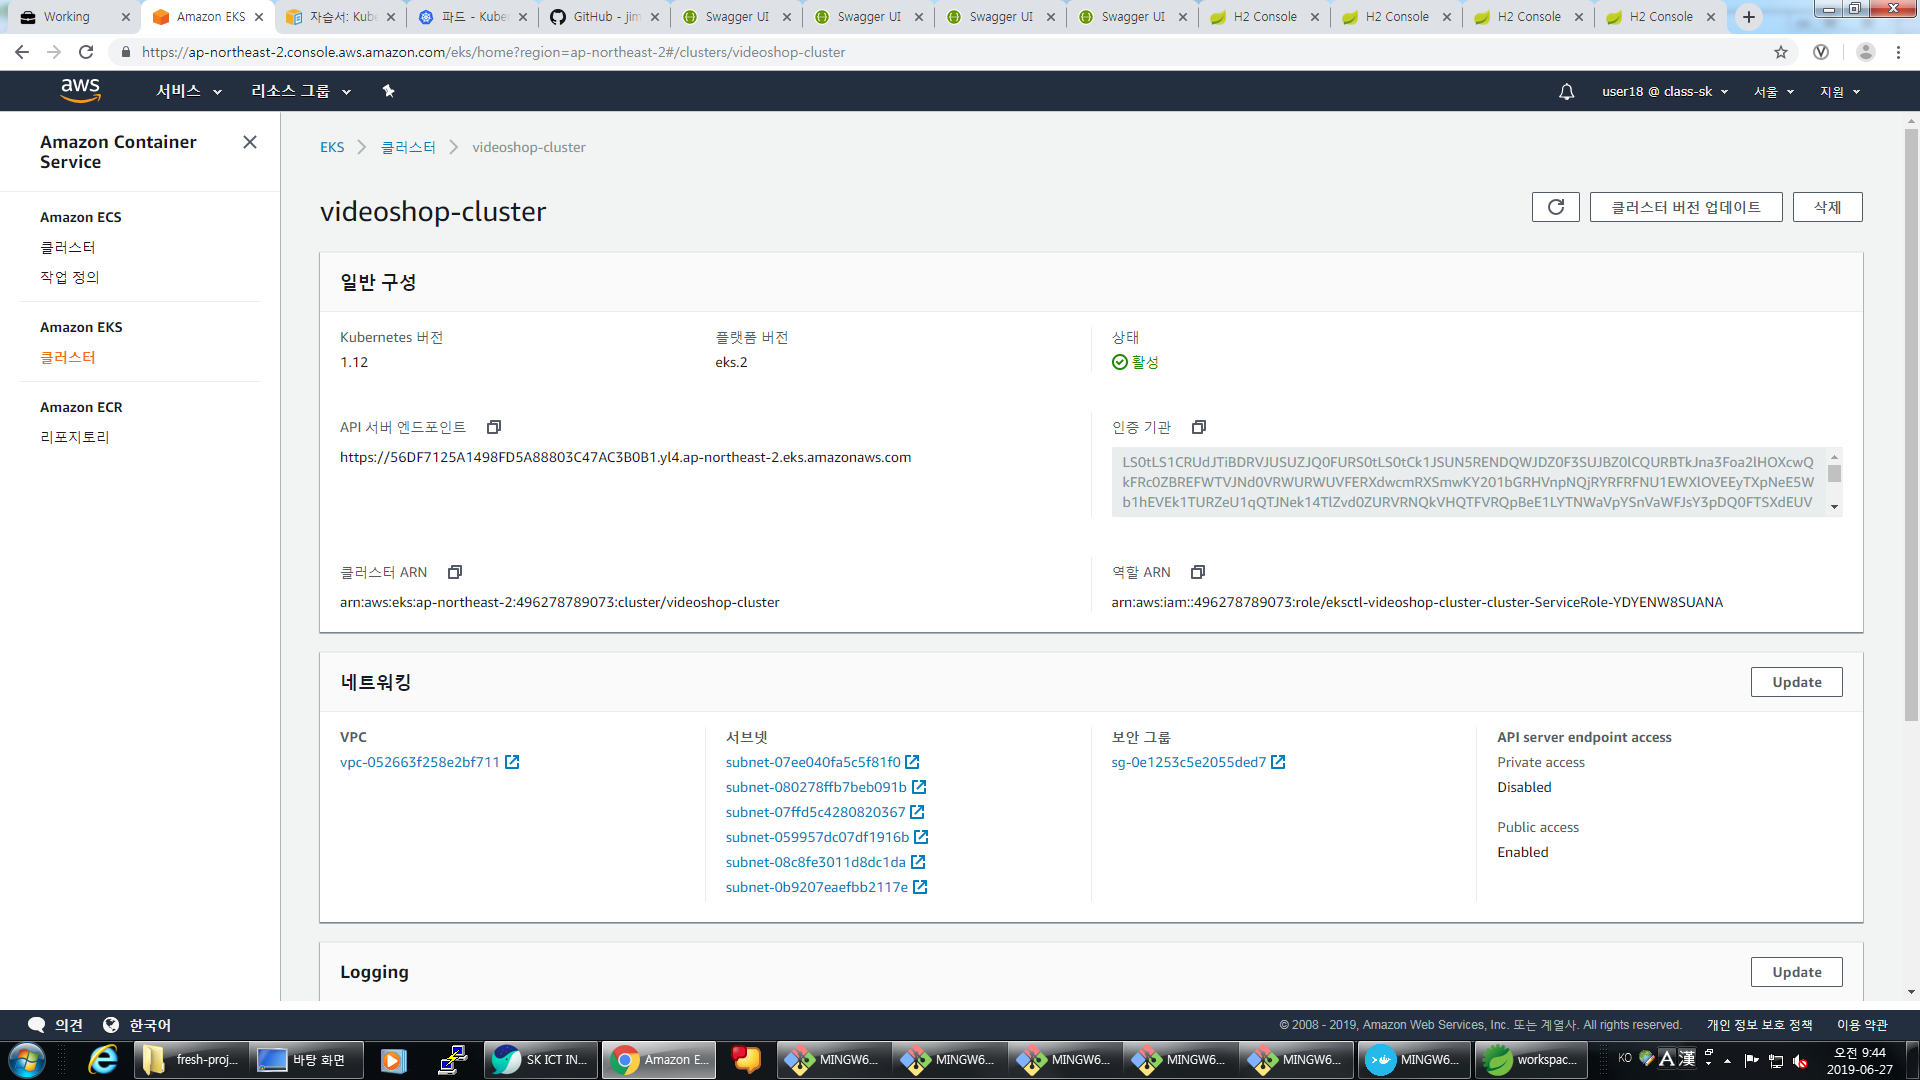 Working
Amazon EKS
자습서: Kube
파드 - Kuber
GitHub - jim
Swagger UI
Swagger UI
Swagger UI
Swagger UI
H2 Console
H2 Console
H2 Console
H2 Console
https://ap-northeast-2.console.aws.amazon.com/eks/home?region=ap-northeast-2#/clusters/videoshop-cluster
aws
서비스
리소스 그룹
user18 @ class-sk
서울
지원
Amazon Container
Service
Amazon ECS
클러스터
작업 정의
Amazon EKS
클러스터
Amazon ECR
리포지토리
EKS
클러스터
videoshop-cluster
videoshop-cluster
클러스터 버전 업데이트
삭제
일반 구성
Kubernetes 버전
1.12
플랫폼 버전
eks.2
상태
활성
API 서버 엔드포인트
https://56DF7125A1498FD5A88803C47AC3B0B1.yl4.ap-northeast-2.eks.amazonaws.com
인증 기관
LS0tLS1CRUdJTiBDRVJUSUZJQ0FURS0tLS0tCk1JSUN5RENDQWJDZ0F3SUJBZ0lCQURBTkJna3Foa2lHOXcwQ
kFRc0ZBREFWTVJNd0VRWURWUVFERXdwcmRXSmwKY201bGRHVnpNQjRYRFRFNU1EWXlOVEEyTXpNeE5W
b1hEVEk1TURZeU1qQTJNek14TlZvd0ZURVRNQkVHQTFVRQpBeE1LYTNWaVpYSnVaWFJsY3pDQ0FTSXdEUV
클러스터 ARN
arn:aws:eks:ap-northeast-2:496278789073:cluster/videoshop-cluster
역할 ARN
arn:aws:iam::496278789073:role/eksctl-videoshop-cluster-cluster-ServiceRole-YDYENW8SUANA
네트워킹
Update
VPC
vpc-052663f258e2bf711
서브넷
subnet-07ee040fa5c5f81f0
subnet-080278ffb7beb091b
subnet-07ffd5c4280820367
subnet-059957dc07df1916b
subnet-08c8fe3011d8dc1da
subnet-0b9207eaefbb2117e
보안 그룹
sg-0e1253c5e2055ded7
API server endpoint access
Private access
Disabled
Public access
Enabled
Logging
Update
의견
한국어
© 2008 - 2019, Amazon Web Services, Inc. 또는 계열사. All rights reserved.
개인 정보 보호 정책
이용 약관
fresh-proj...
바탕 화면
SK ICT IN...
Amazon E...
MINGW6...
MINGW6...
MINGW6...
MINGW6...
MINGW6...
MINGW6...
workspac...
KO
A
漢
오전 9:44
2019-06-27